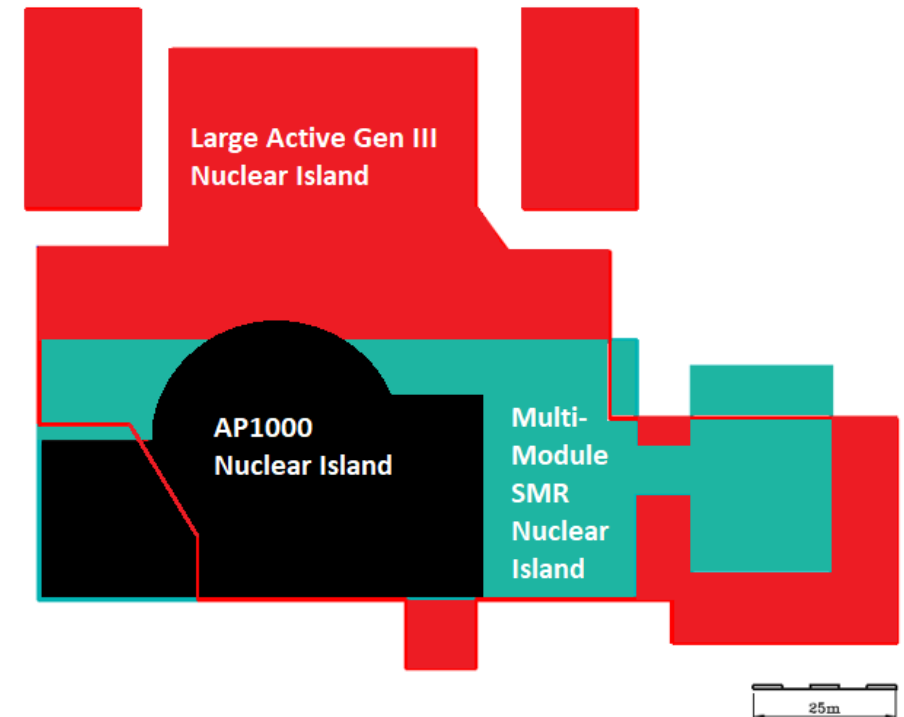 Large Active Gen III
Nuclear Island
AP1000
Nuclear Island
Multi-
Module
SMR
Nuclear
Island
25m